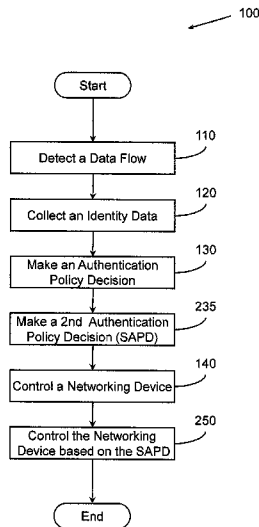 100
Start
110
Detect a Data Flow
120
Collect an Identity Data
130
Make an Authentication
Policy Decision
235
Make a 2nd Authentication
Policy Decision (SAPD)
140
Control a Networking Device
250
Control the Networking
Device based on the SAPD
End